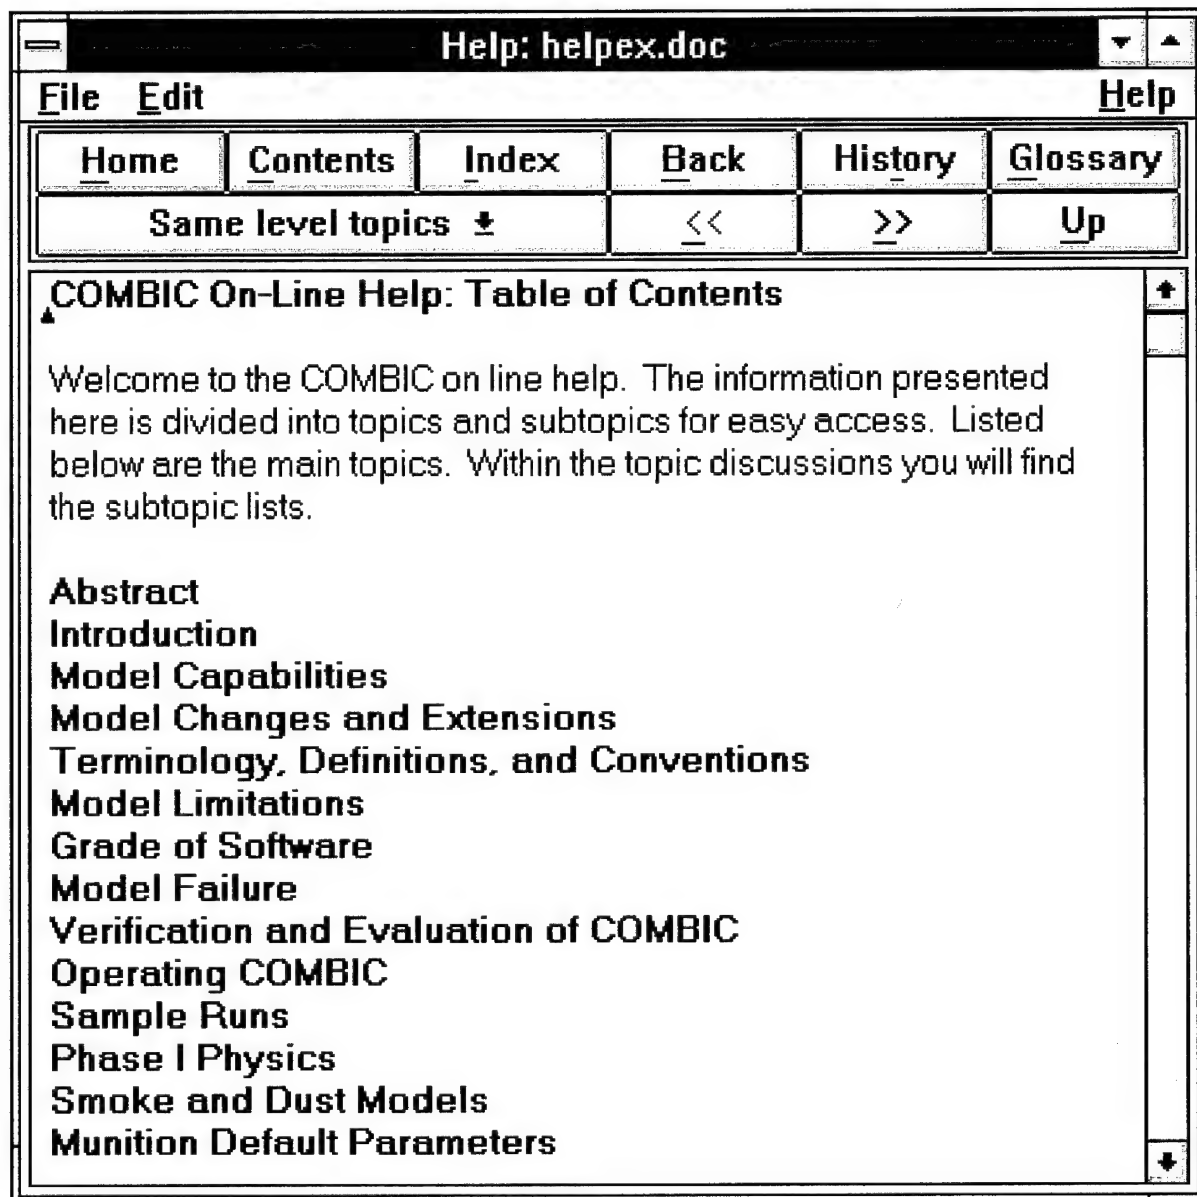 Help: helpex.doc
File Edit Help
Home Contents Index Back History Glossary
Same level topics << >> Up
COMBIC On-Line Help: Table of Contents
Welcome to the COMBIC on line help. The information presented
here is divided into topics and subtopics for easy access. Listed
below are the main topics. Within the topic discussions you will find
the subtopic lists.
Abstract
Introduction
Model Capabilities
Model Changes and Extensions
Terminology, Definitions, and Conventions
Model Limitations
Grade of Software
Model Failure
Verification and Evaluation of COMBIC
Operating COMBIC
Sample Runs
Phase I Physics
Smoke and Dust Models
Munition Default Parameters